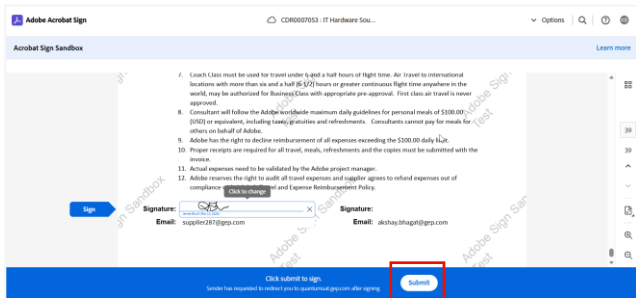 Adobe Acrobat Sign
CDR0007053 : IT Hardware Sou...
Options
Acrobat Sign Sandbox
Learn more
7. Coach Class must be used for travel under 6 and a half hours of flight time. Air Travel to international
locations with more than six and a half (6-1/2) hours or greater continuous flight time anywhere in the
world, may be authorized for Business Class with appropriate pre-approval. First class air travel is never
approved.
8. Consultant will follow the Adobe worldwide maximum daily guidelines for personal meals of $100.00
(USD) or equivalent, including taxes, gratuities and refreshments. Consultants cannot pay for meals for
others on behalf of Adobe.
9. Adobe has the right to decline reimbursement of all expenses exceeding the $100.00 daily limit.
10. Proper receipts are required for all travel, meals, refreshments and the copies must be submitted with the
invoice.
11. Actual expenses need to be validated by the Adobe project manager.
12. Adobe reserves the right to audit all travel expenses and supplier agrees to refund expenses out of
compliance Travel and Expense Reimbursement Policy.
Click to change
Sign
Signature:
Signature:
Email: supplier287@gep.com
Email: akshay.bhagat@gep.com
39
39
Adobe Sign
Test
Click submit to sign.
Sender has requested to redirect you to quantumuat.gep.com after signing.
Submit